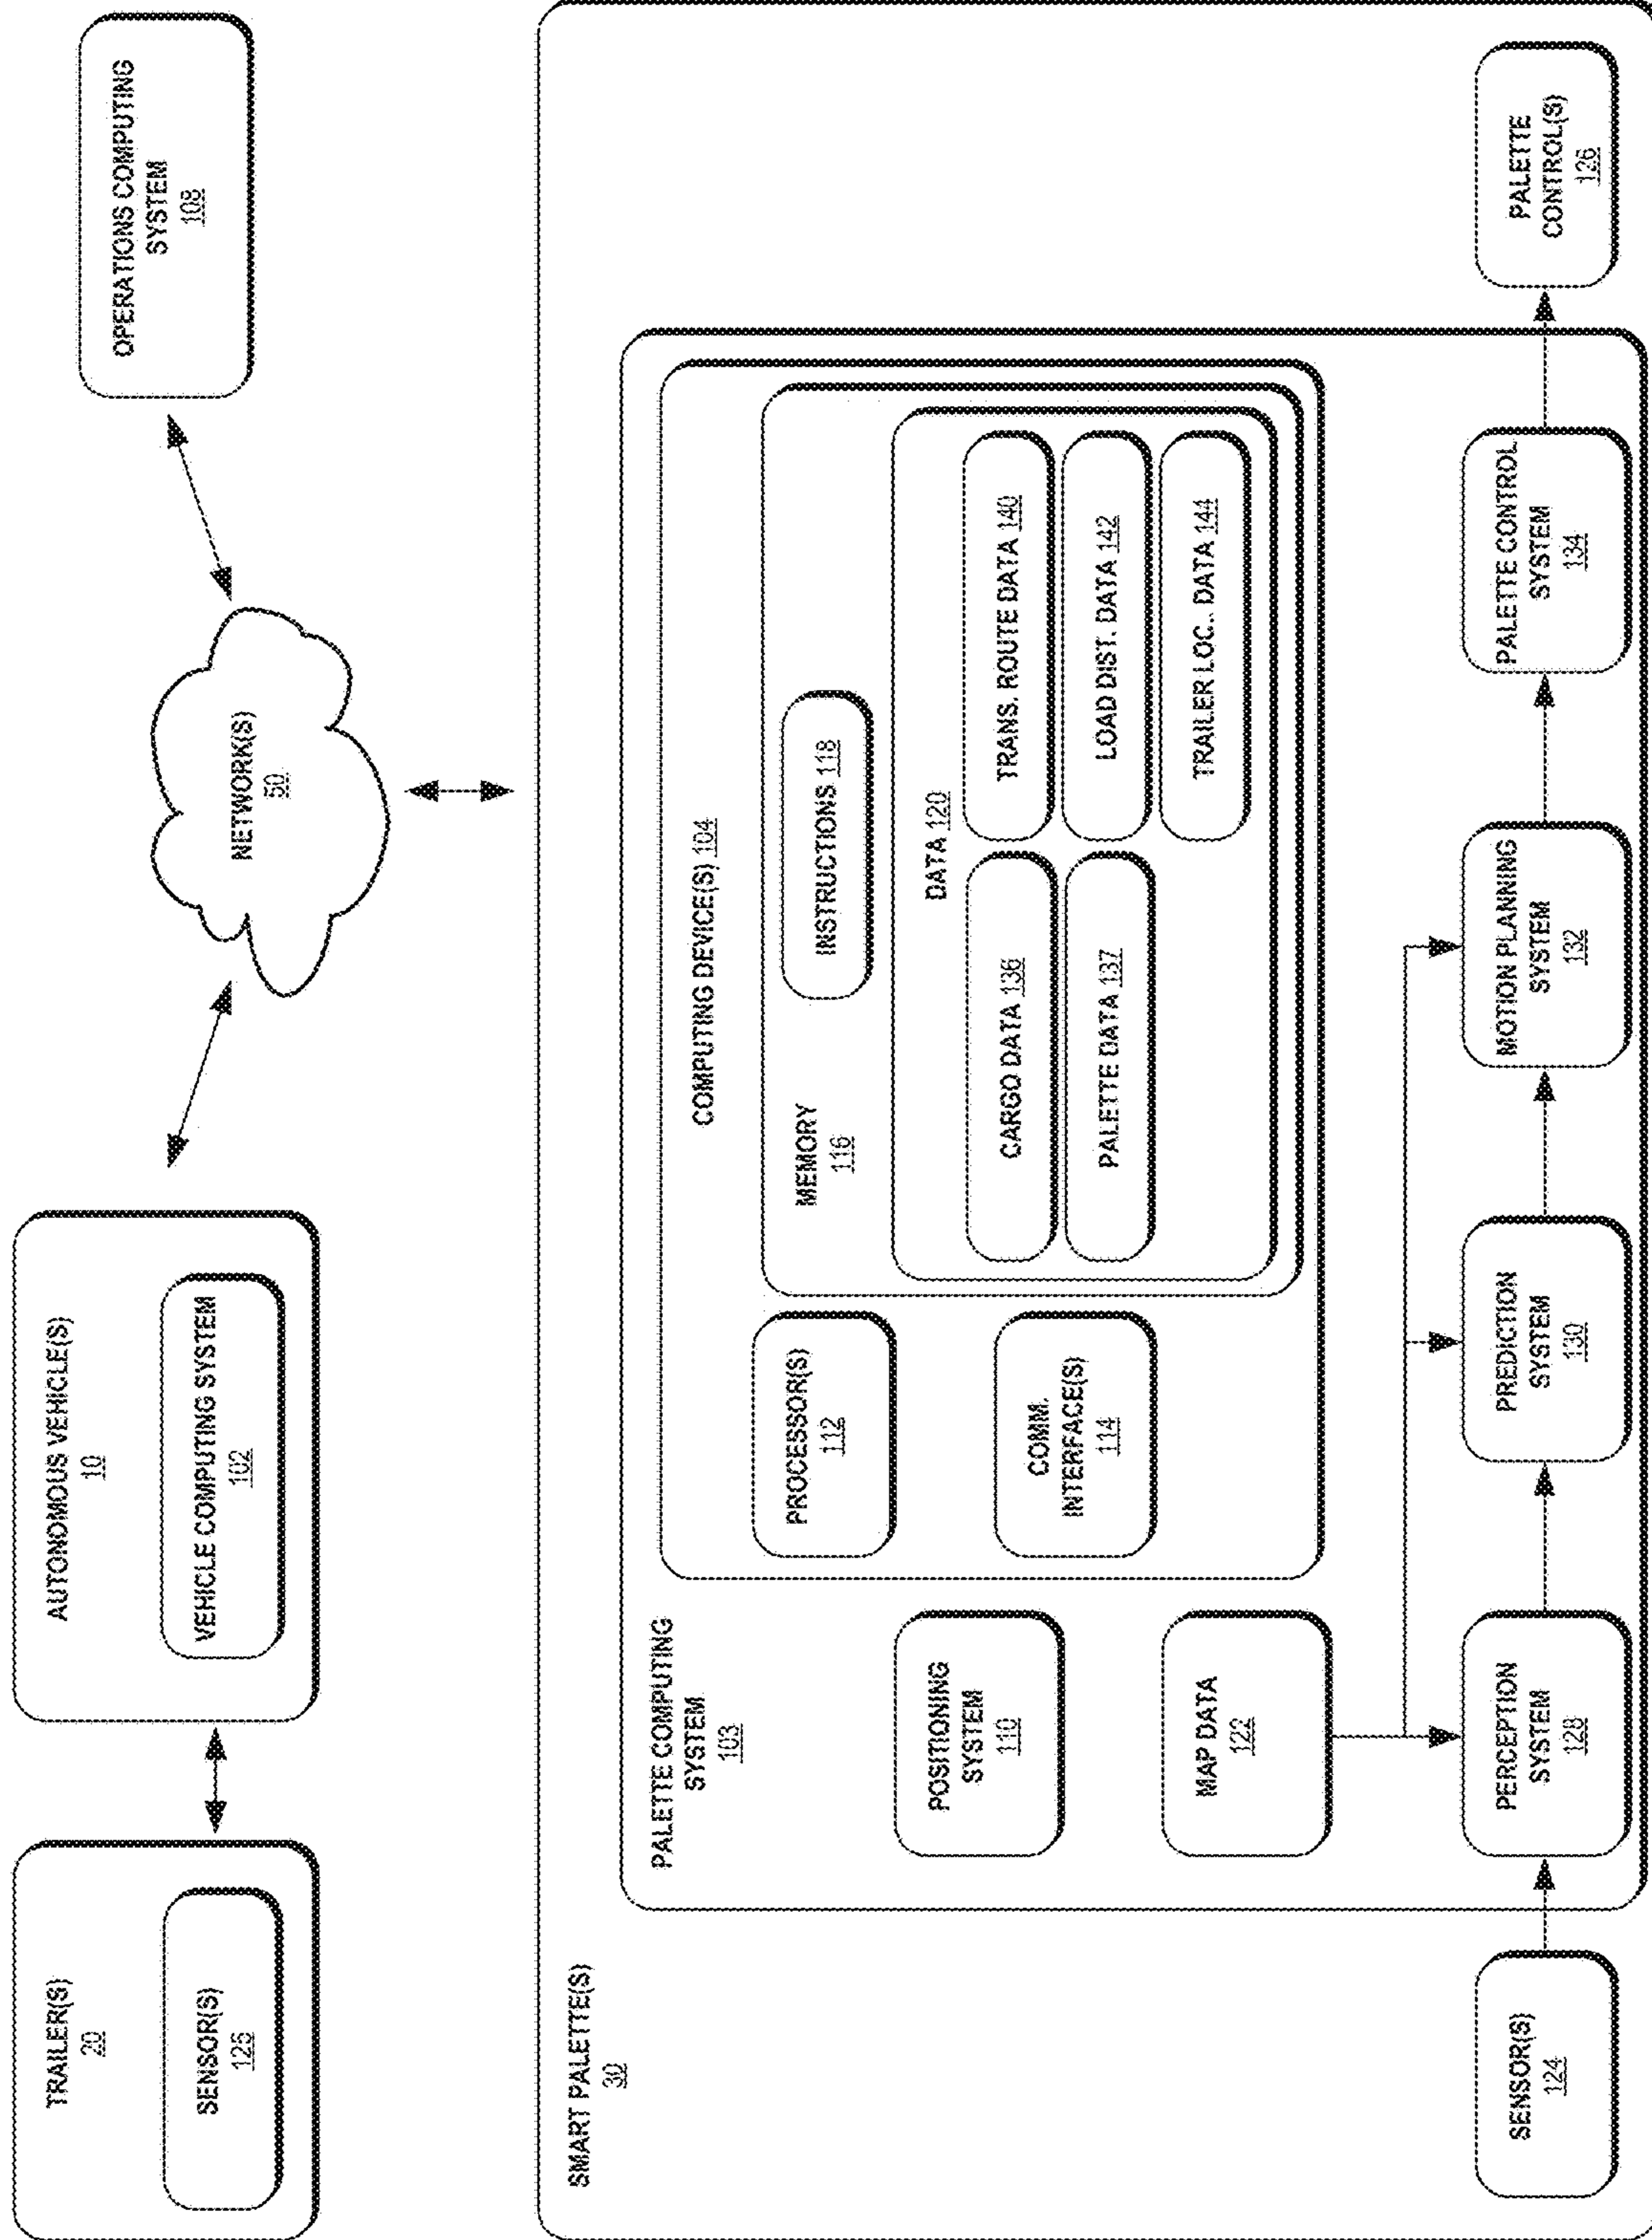 TRAILER(S)
20
SENSOR(S)
125
AUTONOMOUS VEHICLE(S)
10
VEHICLE COMPUTING SYSTEM
102
NETWORK(S)
50
OPERATIONS COMPUTING
SYSTEM
108
SMART PALETTE(S)
30
PALETTE COMPUTING
SYSTEM
103
COMPUTING DEVICE(S) 104
PROCESSOR(S)
112
MEMORY
116
INSTRUCTIONS 118
POSITIONING
SYSTEM
110
COMM.
INTERFACE(S)
114
DATA 120
CARGO DATA 136
TRANS. ROUTE DATA 140
PALETTE DATA 137
LOAD DIST. DATA 142
TRAILER LOC.. DATA 144
MAP DATA
122
SENSOR(S)
124
PERCEPTION
SYSTEM
128
PREDICTION
SYSTEM
130
MOTION PLANNING
SYSTEM
132
PALETTE CONTROL
SYSTEM
134
PALETTE
CONTROL(S)
126